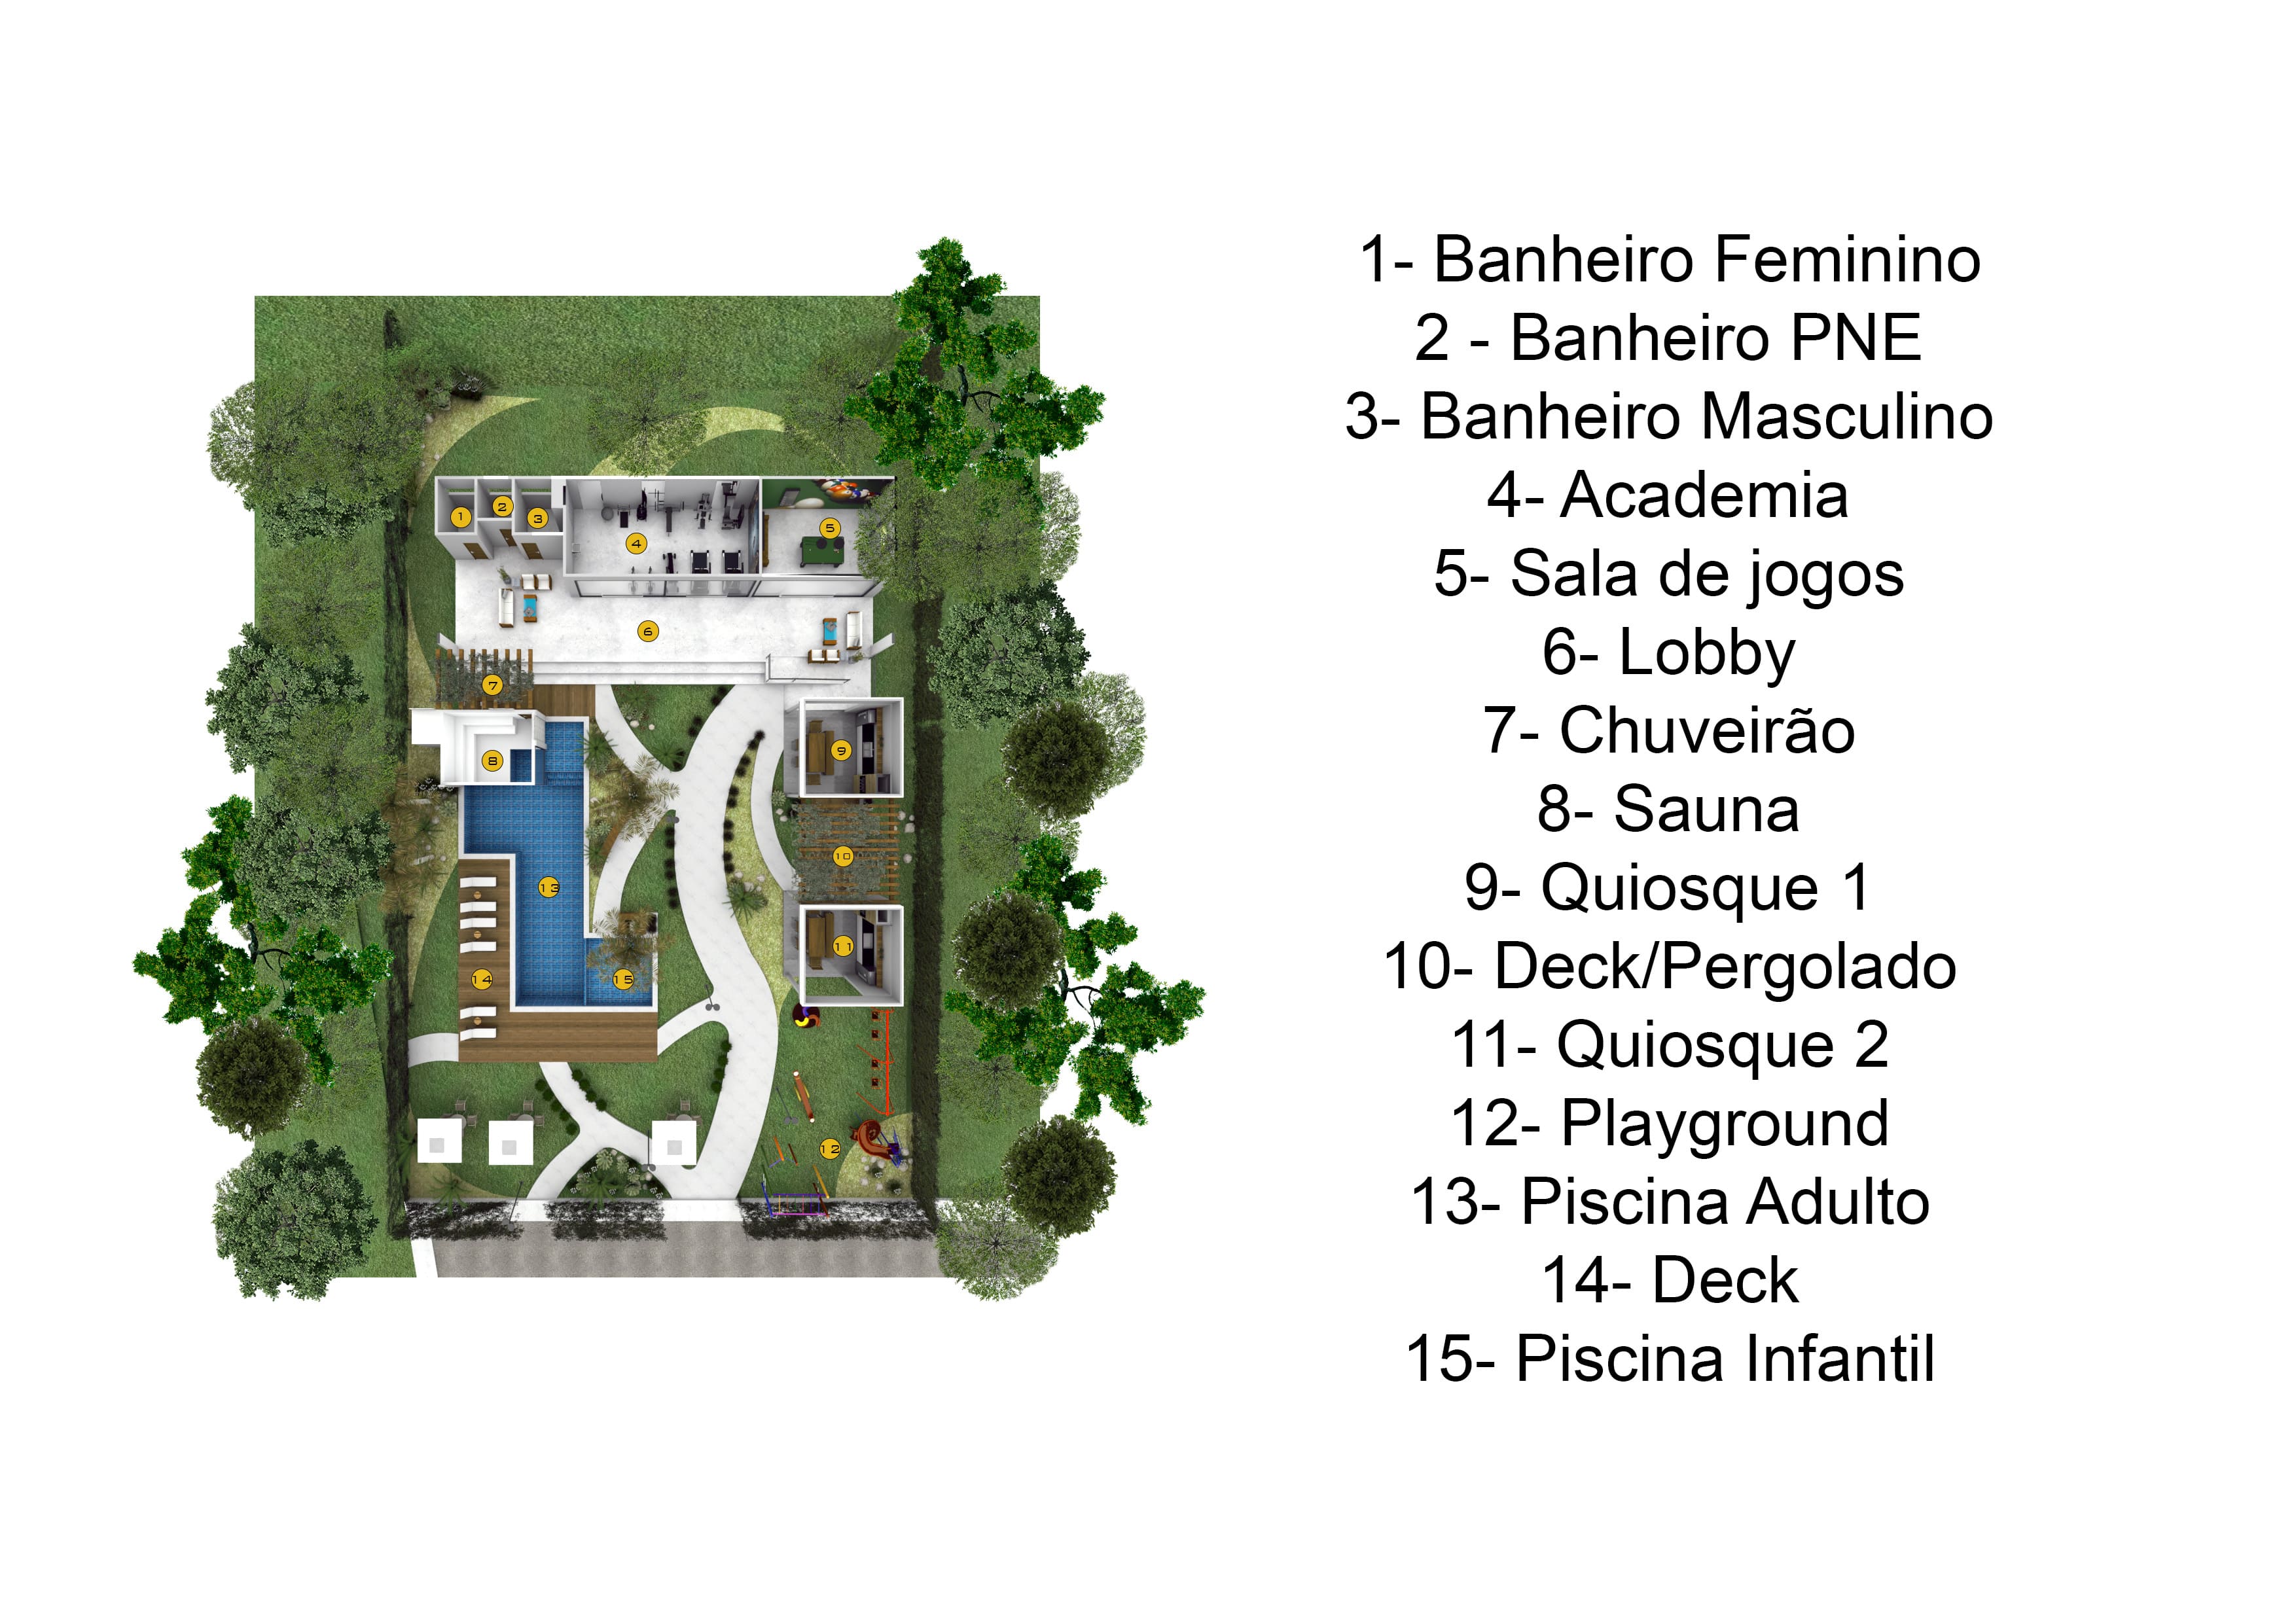 1- Banheiro Feminino
2 - Banheiro PNE
3- Banheiro Masculino
4- Academia
5- Sala de jogos
6- Lobby
7- Chuveirão
8- Sauna
9- Quiosque 1
10- Deck/Pergolado
11- Quiosque 2
12- Playground
13- Piscina Adulto
14- Deck
15- Piscina Infantil
1
2
3
4
5
6
7
8
9
10
11
12
13
14
15